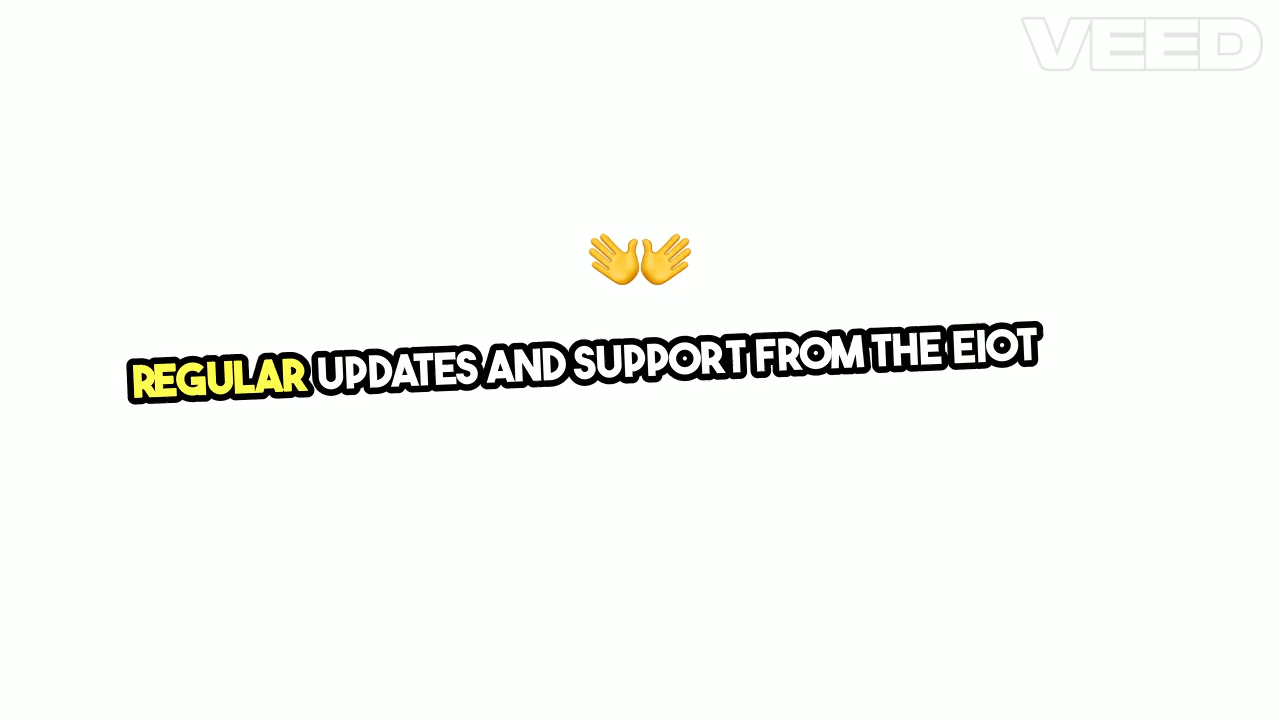 VEED
REGULAR UPDATES AND SUPPORT FROM THE EIOT